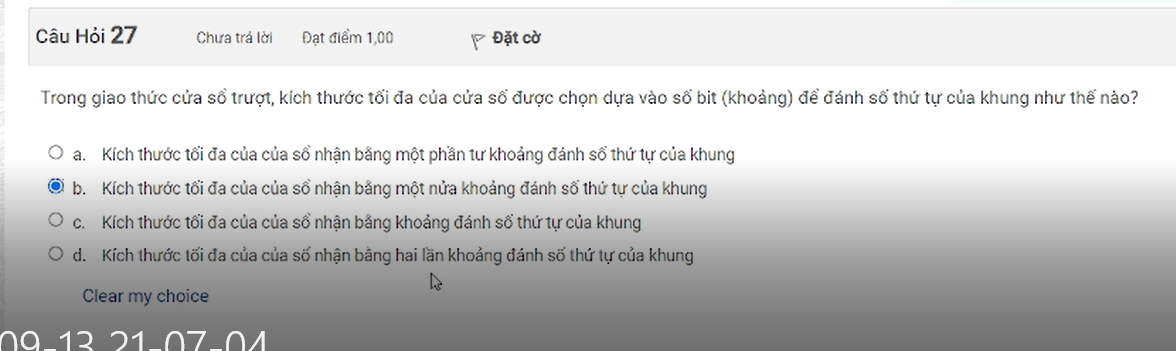 Câu Hỏi 27 Chưa trả lời Đạt điểm 1,00 Đặt cờ
Trong giao thức cửa sổ trượt, kích thước tối đa của cửa số được chọn dựa vào số bit (khoảng) để đánh số thứ tự của khung như thế nào?
a. Kích thước tối đa của của sổ nhận bằng một phần tư khoảng đánh số thứ tự của khung
b. Kích thước tối đa của của sổ nhận bằng một nửa khoảng đánh số thứ tự của khung
c. Kích thước tối đa của của sổ nhận bằng khoảng đánh số thứ tự của khung
d. Kích thước tối đa của của số nhận bằng hai lần khoảng đánh số thứ tự của khung
Clear my choice
09-13 21-07-04